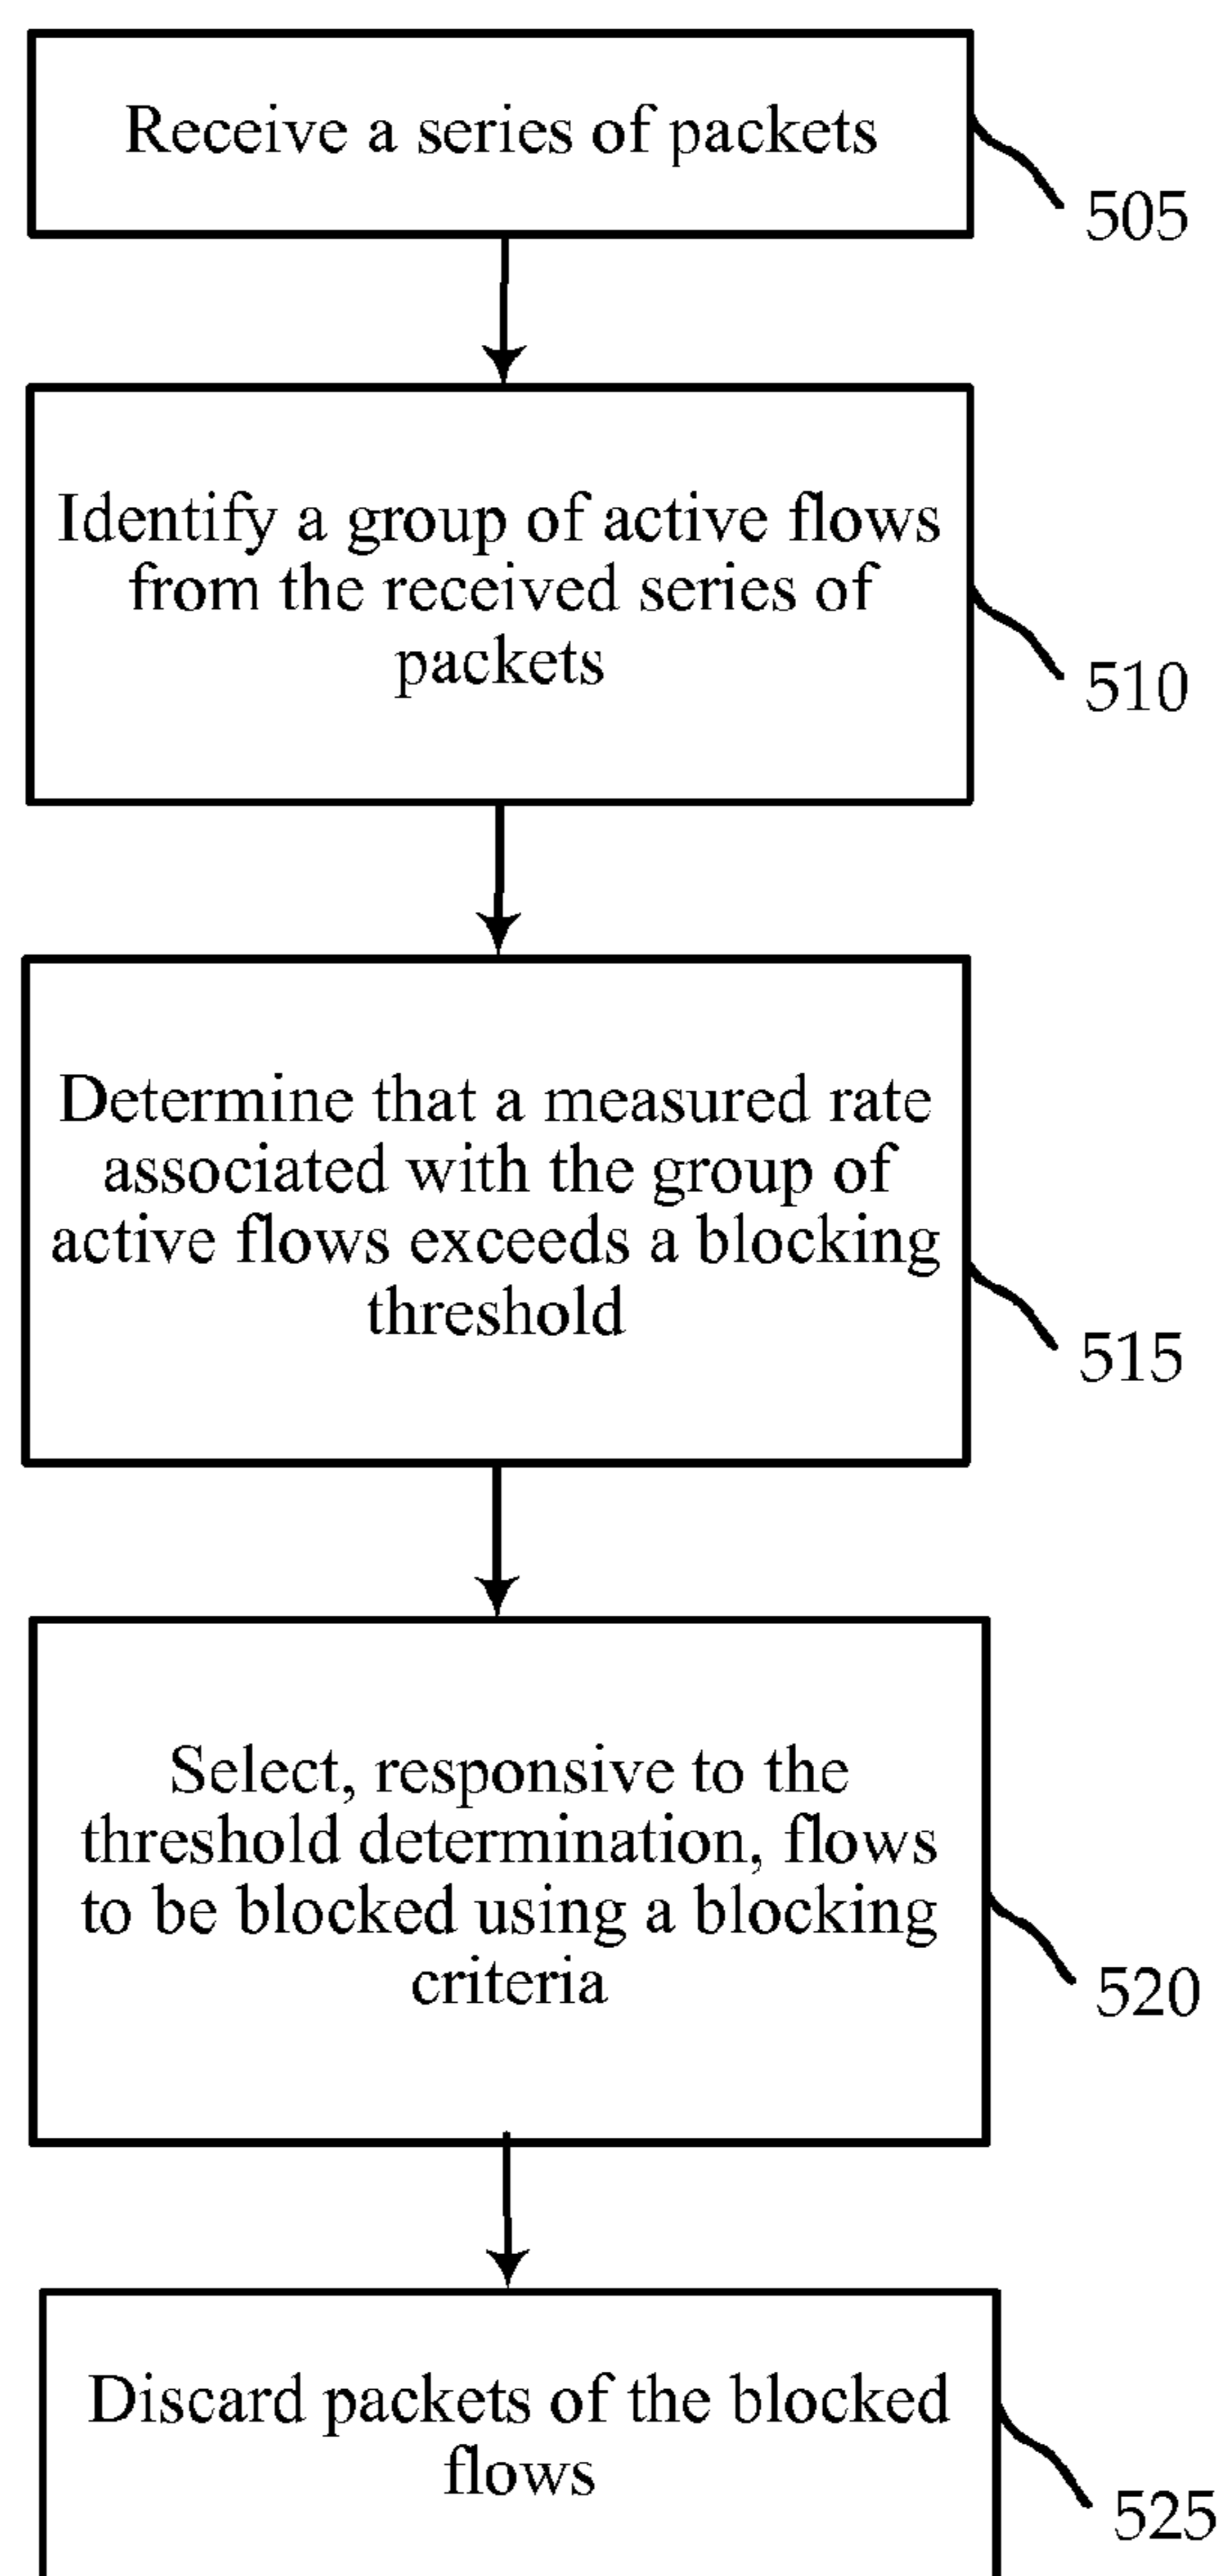 Receive a series of packets
505
Identify a group of active flows
from the received series of
packets
510
Determine that a measured rate
associated with the group of
active flows exceeds a blocking
threshold
515
Select, responsive to the
threshold determination, flows
to be blocked using a blocking
criteria
520
Discard packets of the blocked
flows
525